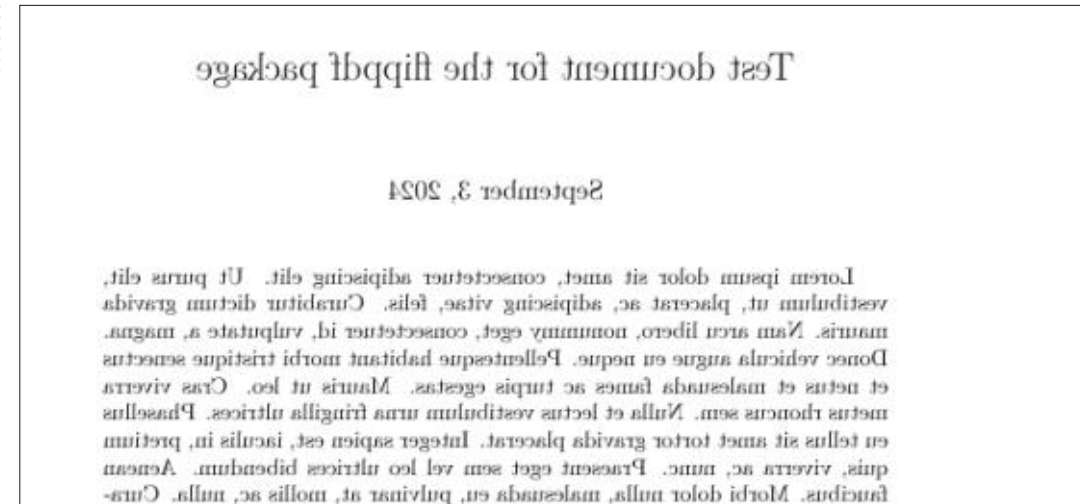 Test document for the flippdf package
September 3, 2024
Lorem ipsum dolor sit amet, consectetuer adipiscing elit. Ut purus elit,
vestibulum ut, placerat ac, adipiscing vitae, felis. Curabitur dictum gravida
mauris. Nam arcu libero, nonummy eget, consectetuer id, vulputate a, magna.
Donec vehicula augue eu neque. Pellentesque habitant morbi tristique senectus
et netus et malesuada fames ac turpis egestas. Mauris ut leo. Cras viverra
metus rhoncus sem. Nulla et lectus vestibulum urna fringilla ultrices. Phasellus
eu tellus sit amet tortor gravida placerat. Integer sapien est, iaculis in, pretium
quis, viverra ac, nunc. Praesent eget sem vel leo ultrices bibendum. Aenean
faucibus. Morbi dolor nulla, malesuada eu, pulvinar at, mollis ac, nulla. Cura-